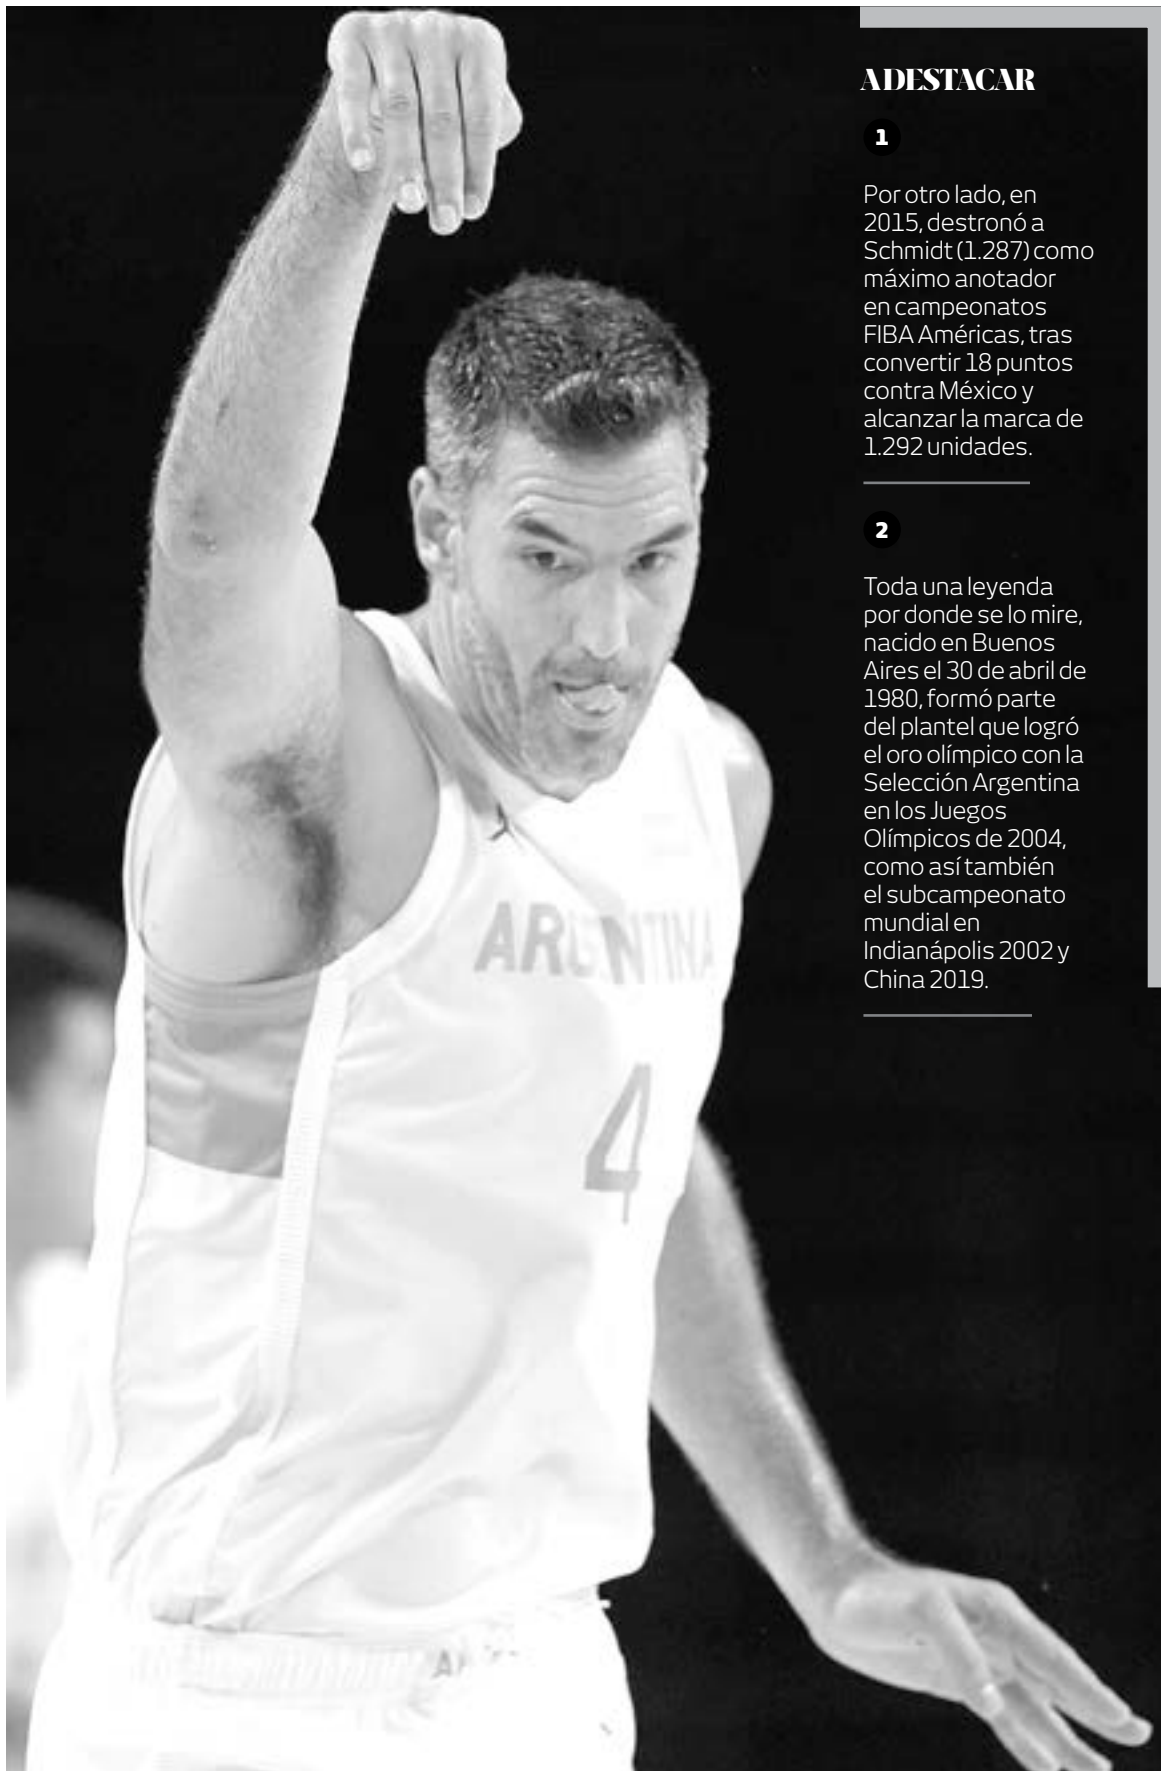 A DESTACAR
1
Por otro lado, en
2015, destronó a
Schmidt (1.287) como
máximo anotador
en campeonatos
FIBA Américas, tras
convertir 18 puntos
contra México y
alcanzar la marca de
1.292 unidades.
2
Toda una leyenda
por donde se lo mire,
nacido en Buenos
Aires el 30 de abril de
1980, formó parte
del plantel que logró
el oro olímpico con la
Selección Argentina
en los Juegos
Olímpicos de 2004,
como así también
el subcampeonato
mundial en
Indianápolis 2002 y
China 2019.
ARGENTINA
4